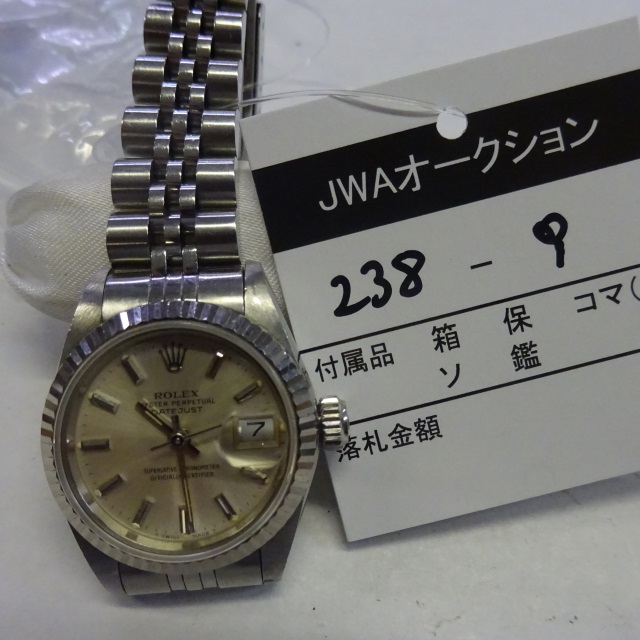 ROLEX
OYSTER PERPETUAL
DATEJUST
7
SUPERLATIVE CHRONOMETER
OFFICIALLY CERTIFIED
JWAオークション
238 - 9
付属品 箱 保 コマ(
ソ 鑑
落札金額